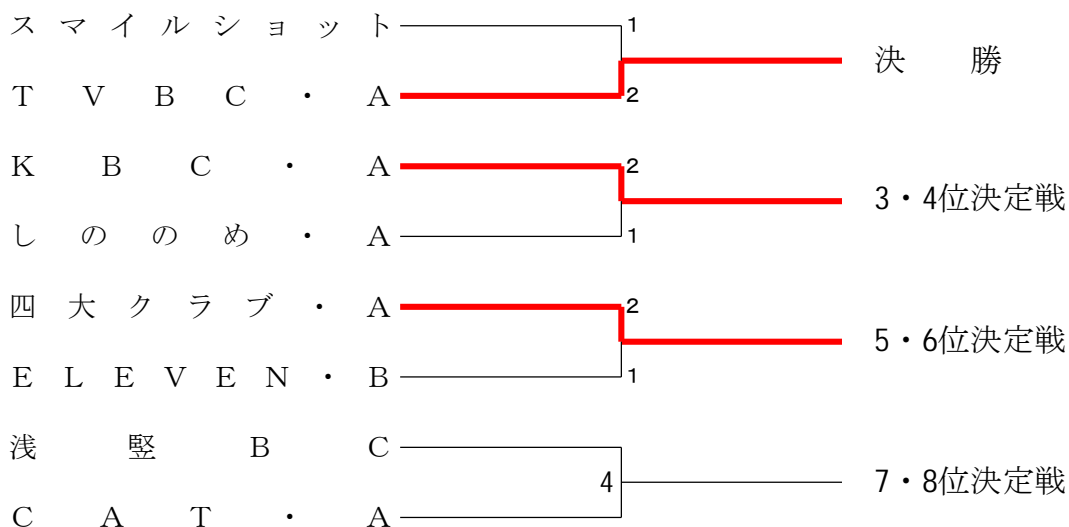 スマイルショット 1
決勝
TVBC・A 2
KBC・A 2
3・4位決定戦
しののめ・A 1
四大クラブ・A 2
5・6位決定戦
ELEVEN・B 1
浅竪BC
4 7・8位決定戦
CAT・A